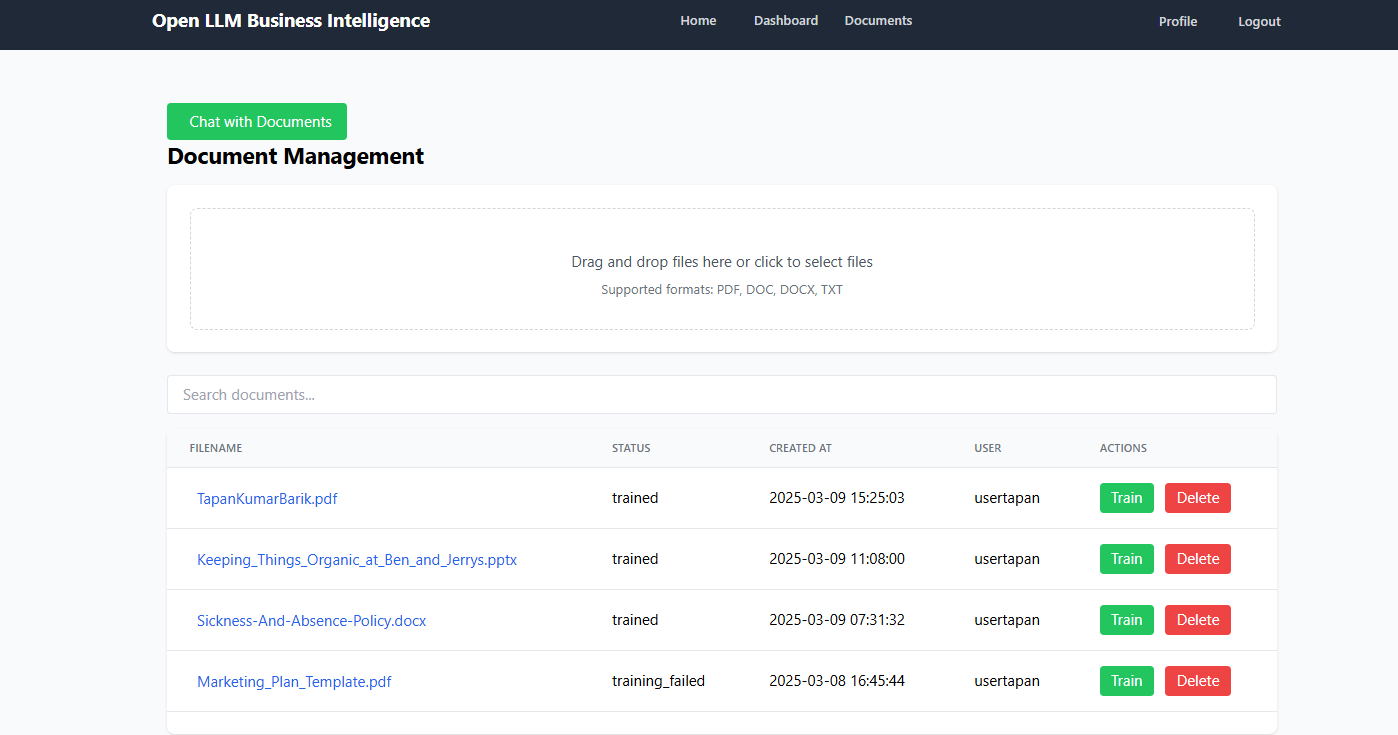 Open LLM Business Intelligence Home Dashboard Documents Profile Logout
Chat with Documents
Document Management
Drag and drop files here or click to select files
Supported formats: PDF, DOC, DOCX, TXT
Search documents...
FILENAME STATUS CREATED AT USER ACTIONS
TapanKumarBarik.pdf trained 2025-03-09 15:25:03 usertapan Train Delete
Keeping_Things_Organic_at_Ben_and_Jerrys.pptx trained 2025-03-09 11:08:00 usertapan Train Delete
Sickness-And-Absence-Policy.docx trained 2025-03-09 07:31:32 usertapan Train Delete
Marketing_Plan_Template.pdf training_failed 2025-03-08 16:45:44 usertapan Train Delete